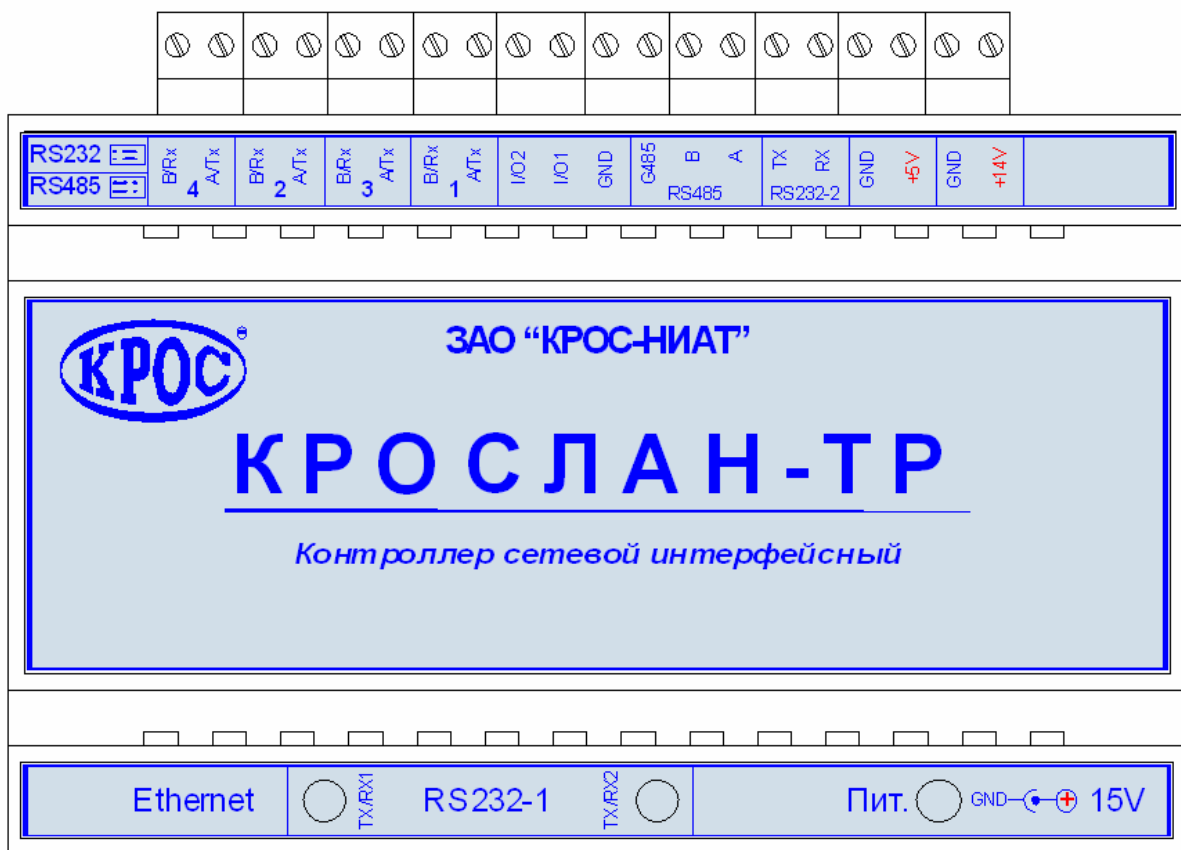 RS232
RS485
B/Rx A/Tx
4
B/Rx A/Tx
2
B/Rx A/Tx
3
B/Rx A/Tx
1
I/O2 I/O1 GND
G485 B A
RS485
TX RX
RS232-2
GND +5V
GND +14V
КРОС ®
ЗАО “КРОС-НИАТ”
КРОСЛАН-ТР
Контроллер сетевой интерфейсный
Ethernet
TX/RX1
RS232-1
TX/RX2
Пит.
GND + 15V